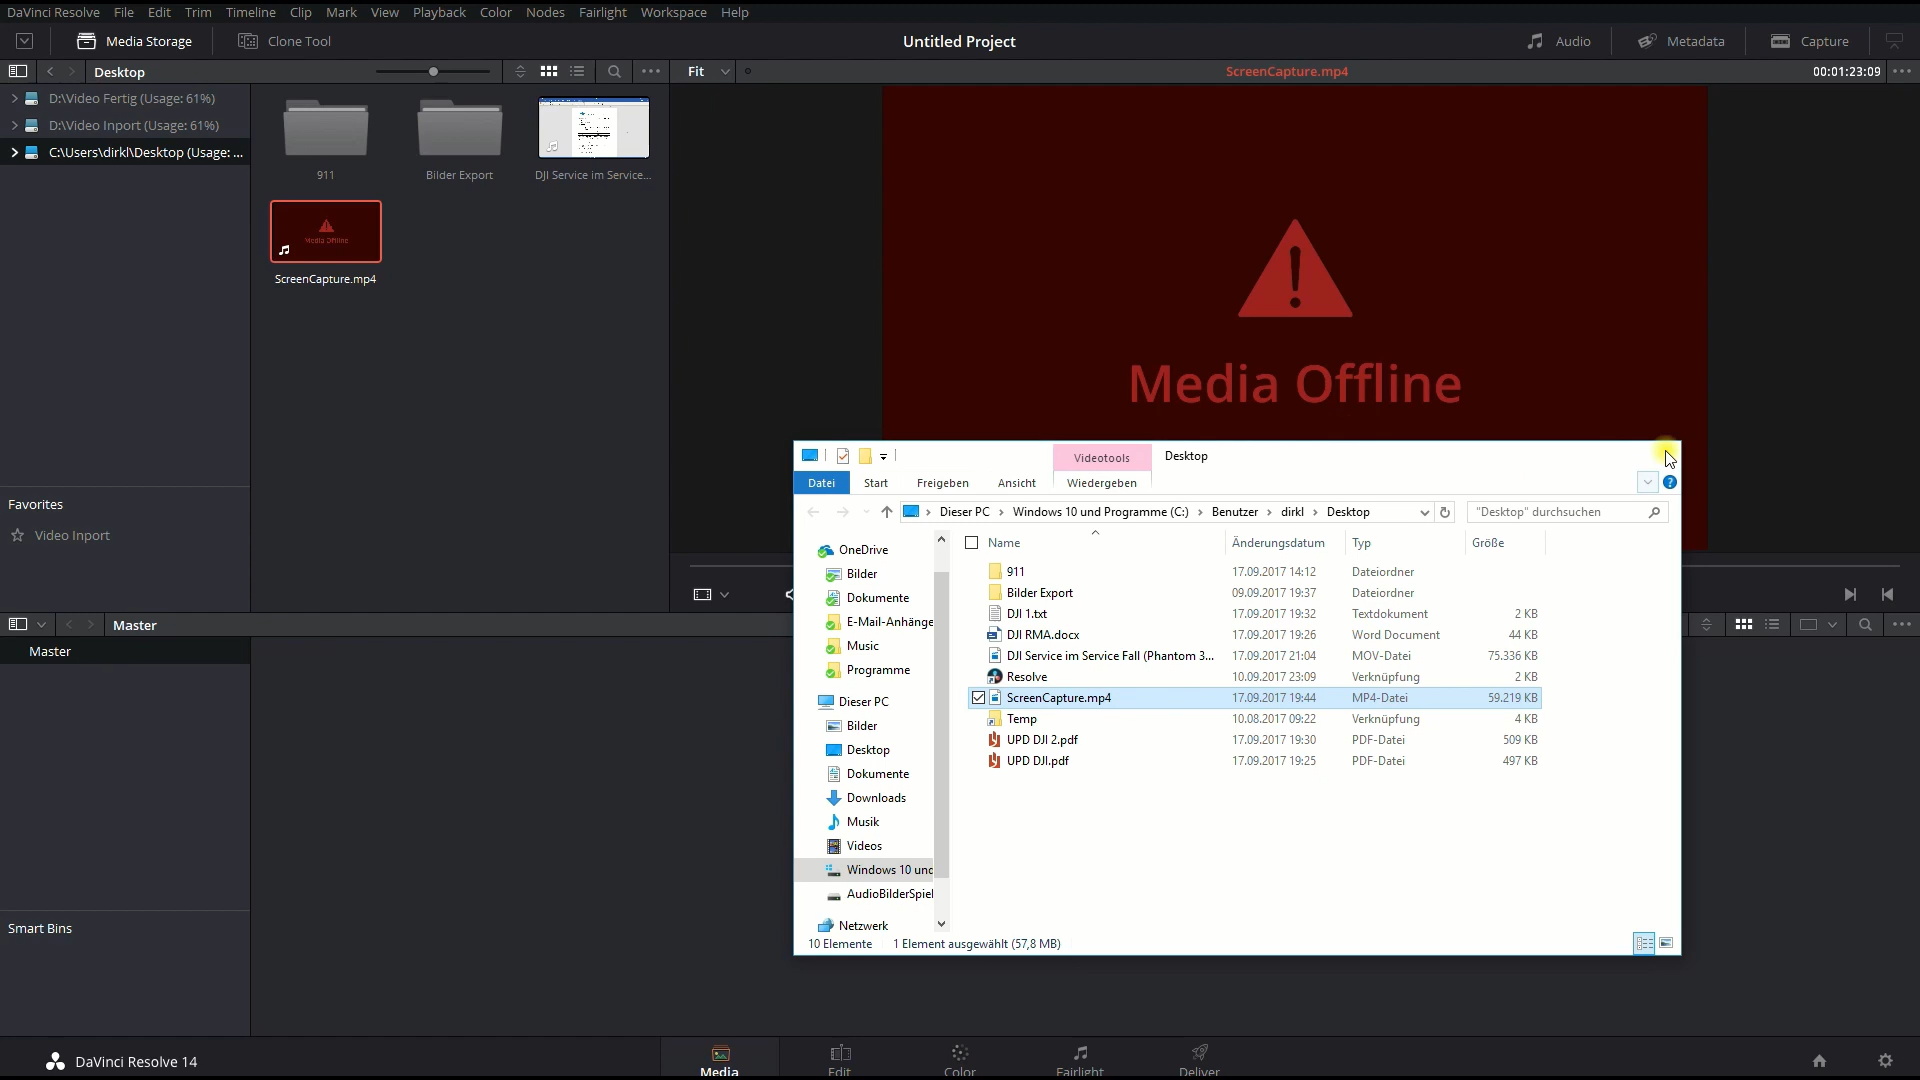 DaVinci Resolve File Edit Trim Timeline Clip Mark View Playback Color Nodes Fairlight Workspace Help
Media Storage Clone Tool Untitled Project Audio Metadata Capture
Desktop Fit ScreenCapture.mp4 00:01:23:09
D:\Video Fertig (Usage: 61%)
D:\Video Inport (Usage: 61%)
C:\Users\dirkl\Desktop (Usage: ...
911 Bilder Export DJI Service im Service...
Media Offline
ScreenCapture.mp4
Media Offline
Favorites
Video Inport
Videotools Desktop
Datei Start Freigeben Ansicht Wiedergeben
Dieser PC Windows 10 und Programme (C:) Benutzer dirkl Desktop "Desktop" durchsuchen
Name Änderungsdatum Typ Größe
911 17.09.2017 14:12 Dateiordner
Bilder Export 09.09.2017 19:37 Dateiordner
DJI 1.txt 17.09.2017 19:32 Textdokument 2 KB
DJI RMA.docx 17.09.2017 19:26 Word Document 44 KB
DJI Service im Service Fall (Phantom 3... 17.09.2017 21:04 MOV-Datei 75.336 KB
Resolve 10.09.2017 23:09 Verknüpfung 2 KB
ScreenCapture.mp4 17.09.2017 19:44 MP4-Datei 59.219 KB
Temp 10.08.2017 09:22 Verknüpfung 4 KB
UPD DJI 2.pdf 17.09.2017 19:30 PDF-Datei 509 KB
UPD DJI.pdf 17.09.2017 19:25 PDF-Datei 497 KB
OneDrive
Bilder
Dokumente
E-Mail-Anhänge
Music
Programme
Dieser PC
Bilder
Desktop
Dokumente
Downloads
Musik
Videos
Windows 10 und
AudioBilderSpiel
Netzwerk
10 Elemente 1 Element ausgewählt (57,8 MB)
Master
Master
Smart Bins
DaVinci Resolve 14 Media Edit Color Fairlight Deliver